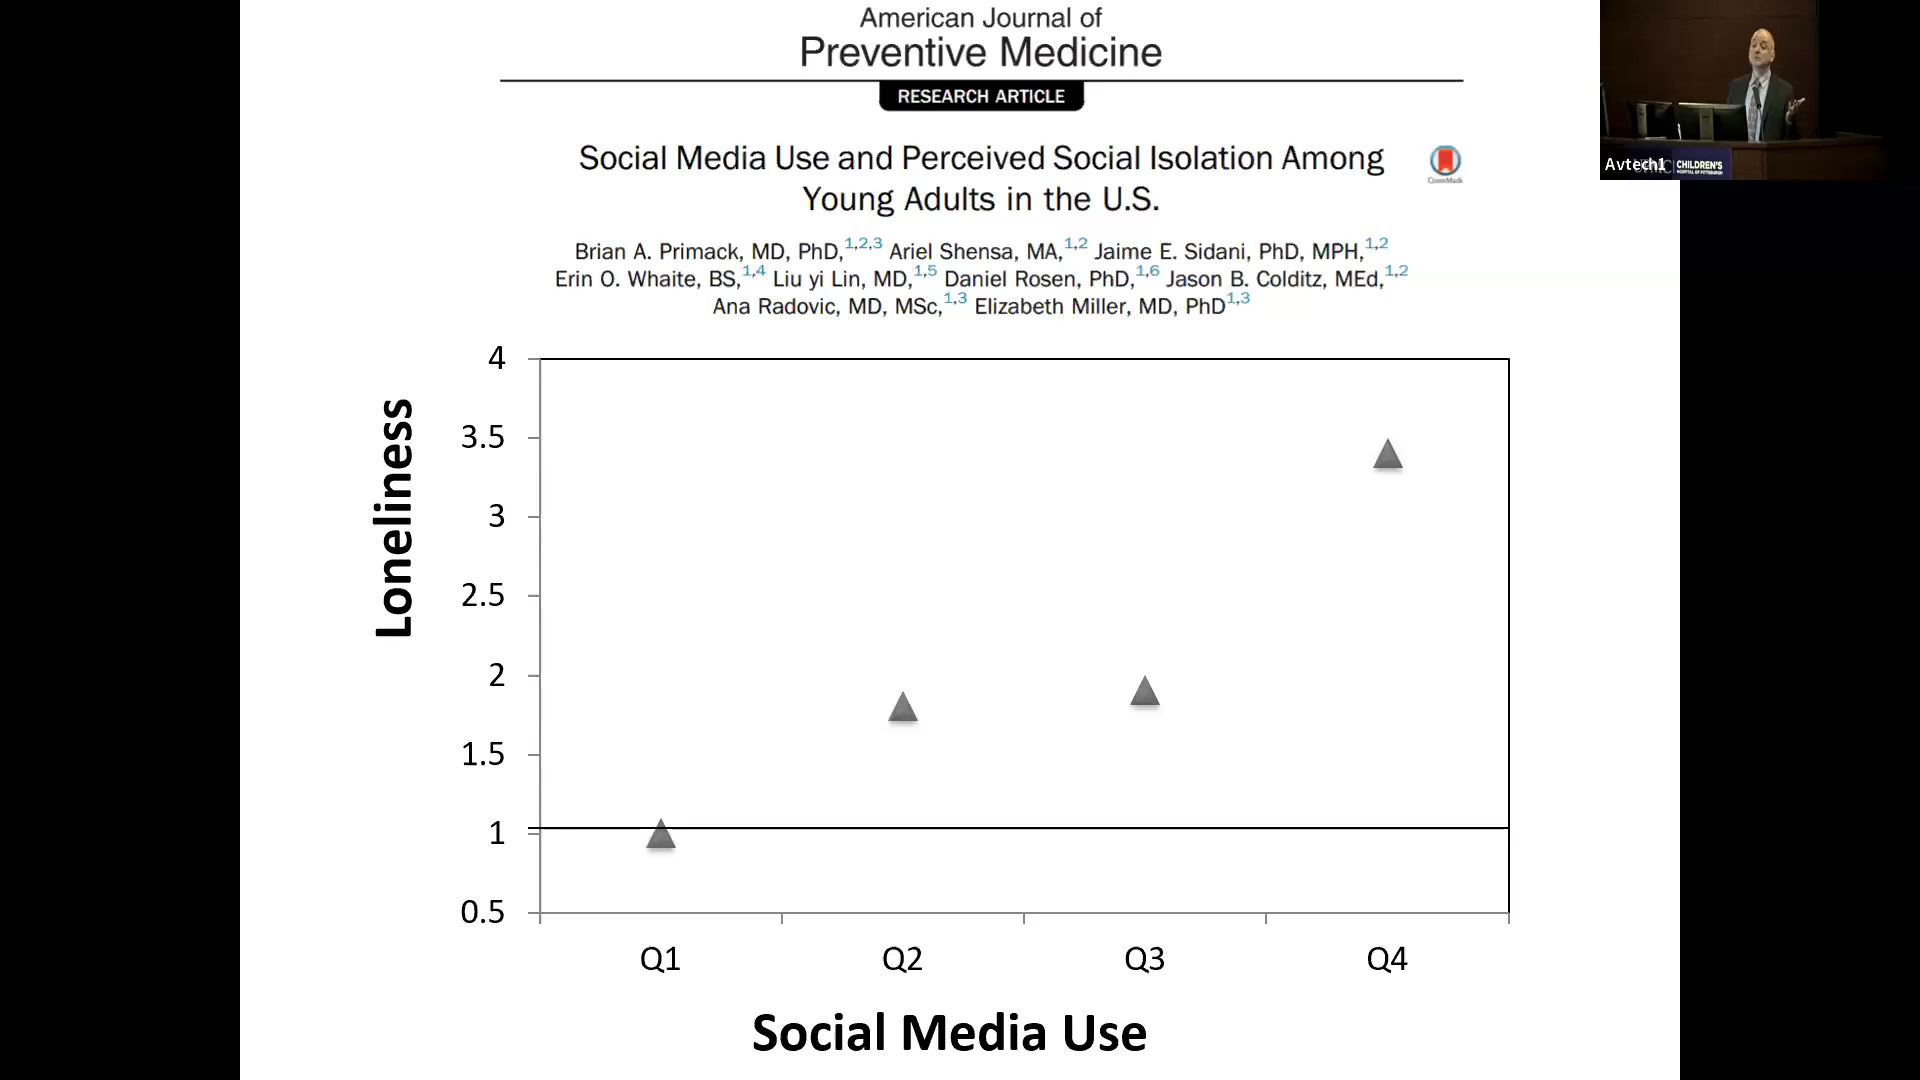 American Journal of
Preventive Medicine
RESEARCH ARTICLE
Social Media Use and Perceived Social Isolation Among
Young Adults in the U.S.
CrossMark
Brian A. Primack, MD, PhD,1,2,3 Ariel Shensa, MA,1,2 Jaime E. Sidani, PhD, MPH,1,2
Erin O. Whaite, BS,1,4 Liu yi Lin, MD,1,5 Daniel Rosen, PhD,1,6 Jason B. Colditz, MEd,1,2
Ana Radovic, MD, MSc,1,3 Elizabeth Miller, MD, PhD1,3
Avtech1
CHILDREN'S
HOSPITAL OF PITTSBURGH
Loneliness
4
3.5
3
2.5
2
1.5
1
0.5
Q1 Q2 Q3 Q4
Social Media Use